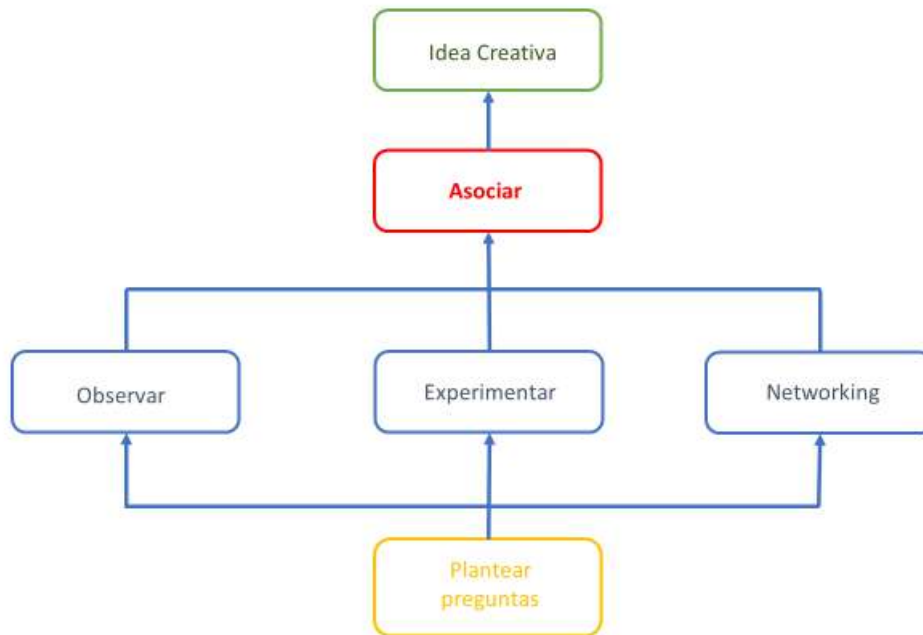 Idea Creativa
Asociar
Observar
Experimentar
Networking
Plantear
preguntas